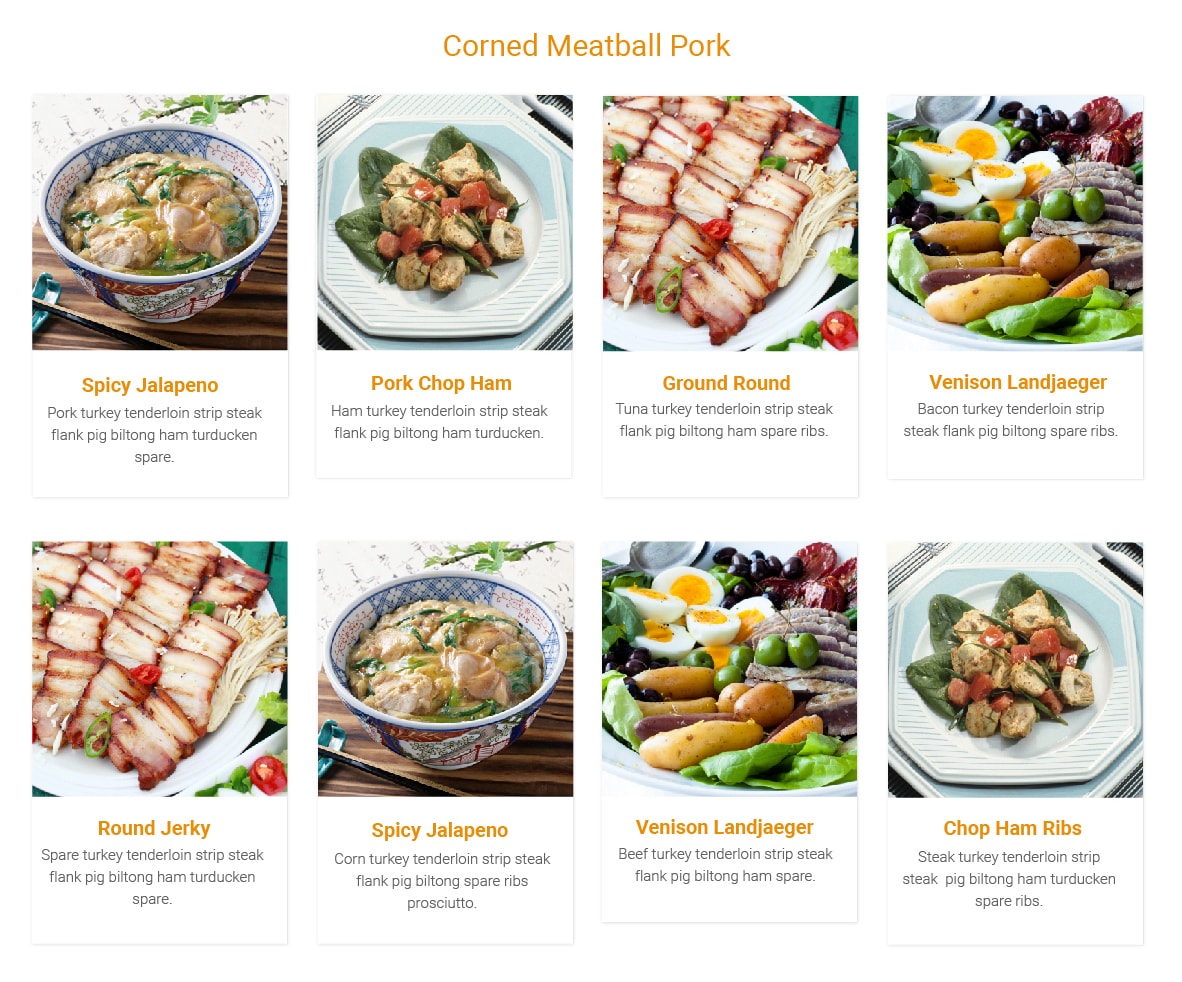 Corned Meatball Pork
Spicy Jalapeno
Pork turkey tenderloin strip steak
flank pig biltong ham turducken
spare.
Pork Chop Ham
Ham turkey tenderloin strip steak
flank pig biltong ham turducken.
Ground Round
Tuna turkey tenderloin strip steak
flank pig biltong ham spare ribs.
Venison Landjaeger
Bacon turkey tenderloin strip
steak flank pig biltong spare ribs.
Round Jerky
Spare turkey tenderloin strip steak
flank pig biltong ham turducken
spare.
Spicy Jalapeno
Corn turkey tenderloin strip steak
flank pig biltong spare ribs
prosciutto.
Venison Landjaeger
Beef turkey tenderloin strip steak
flank pig biltong ham spare.
Chop Ham Ribs
Steak turkey tenderloin strip
steak  pig biltong ham turducken
spare ribs.